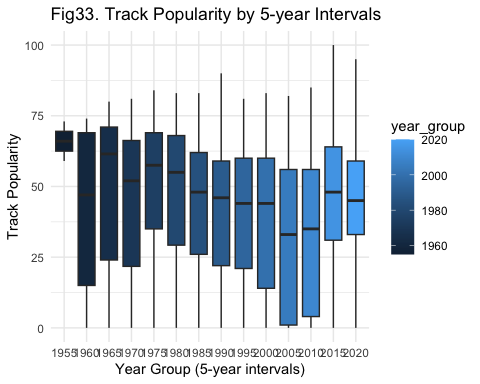 Fig33. Track Popularity by 5-year Intervals
100
75
50
25
0
Track Popularity
1955 1960 1965 1970 1975 1980 1985 1990 1995 2000 2005 2010 2015 2020
Year Group (5-year intervals)
year_group
2020
2000
1980
1960